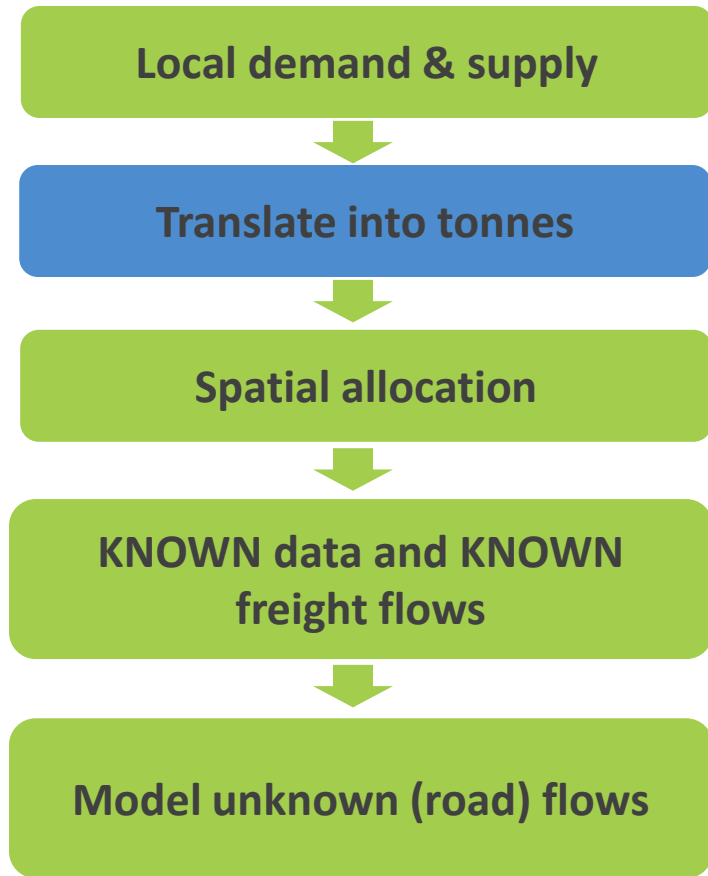 Local demand & supply
Translate into tonnes
Spatial allocation
KNOWN data and KNOWN
freight flows
Model unknown (road) flows